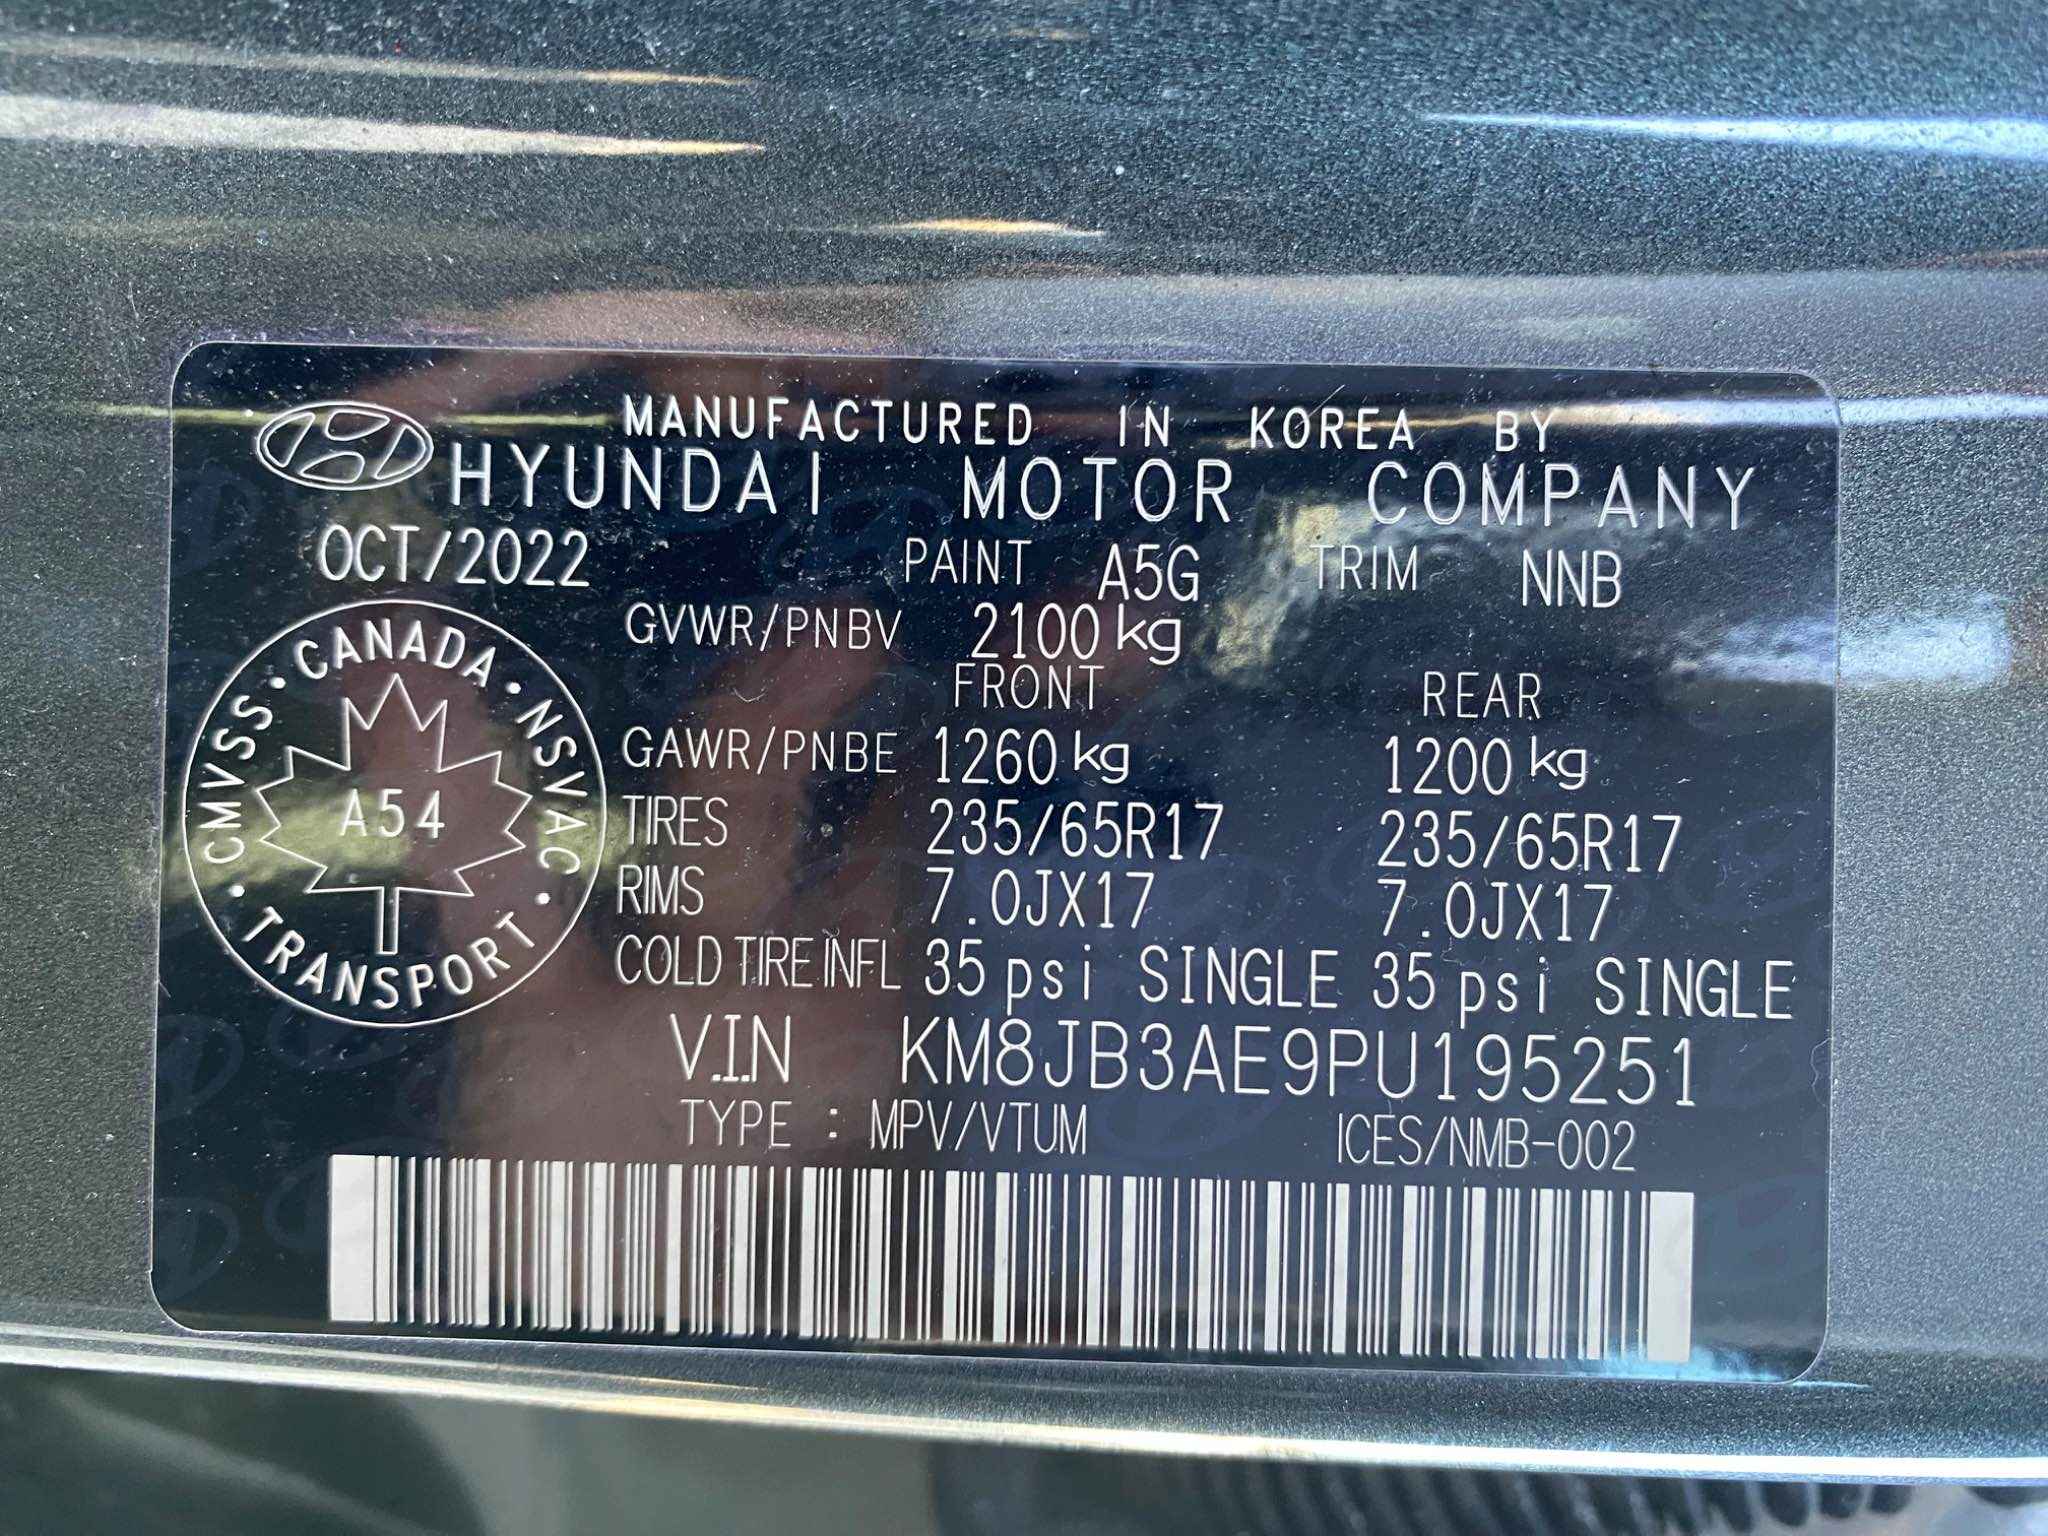 MANUFACTURED IN KOREA BY
HYUNDAI MOTOR COMPANY
OCT/2022 PAINT A5G TRIM NNB
GVWR/PNBV 2100 kg
FRONT REAR
GAWR/PNBE 1260 kg 1200 kg
TIRES 235/65R17 235/65R17
RIMS 7.0JX17 7.0JX17
COLD TIRE INFL 35 psi SINGLE 35 psi SINGLE
V.I.N KM8JB3AE9PU195251
TYPE : MPV/VTUM ICES/NMB-002
CMVSS · CANADA · NSVAC · TRANSPORT ·
A54